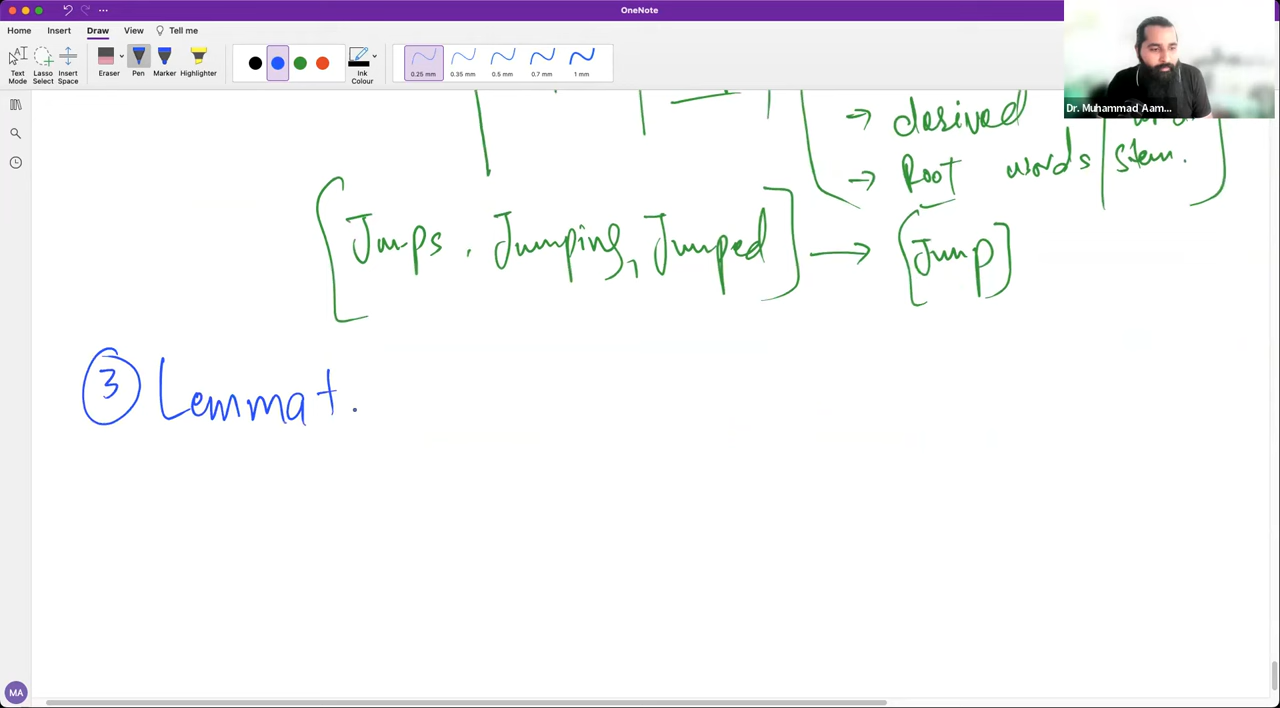 OneNote
Home Insert Draw View Tell me
Text Mode
Lasso Select
Insert Space
Eraser
Pen
Marker
Highlighter
Ink Colour
0.25 mm
0.35 mm
0.5 mm
0.7 mm
1 mm
Dr. Muhammad Aam...
→ derived
→ Root words stem.
[Jumps, Jumping, Jumped] → [Jump]
3 Lemmat.
MA